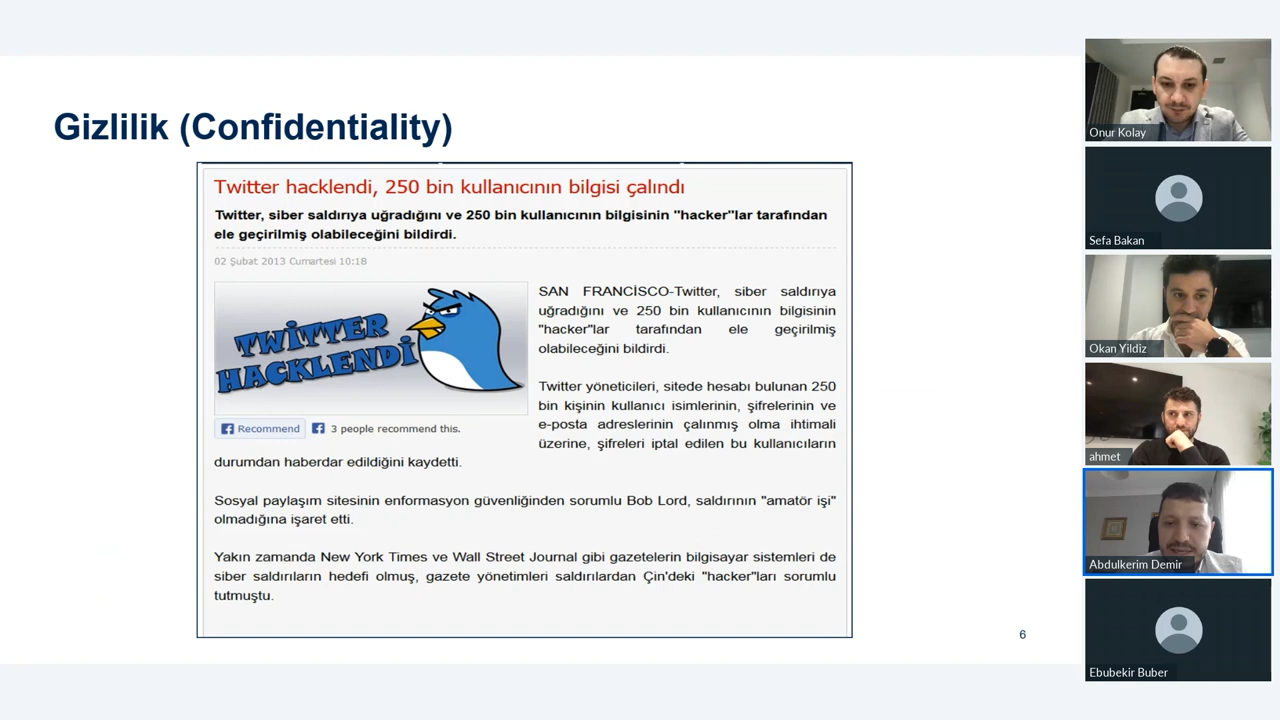 Gizlilik (Confidentiality)
Twitter hacklendi, 250 bin kullanıcının bilgisi çalındı
Twitter, siber saldırıya uğradığını ve 250 bin kullanıcının bilgisinin "hacker"lar tarafından
ele geçirilmiş olabileceğini bildirdi.
02 Şubat 2013 Cumartesi 10:18
TWİTTER
HACKLENDİ
Recommend
3 people recommend this.
SAN FRANCİSCO-Twitter, siber saldırıya
uğradığını ve 250 bin kullanıcının bilgisinin
"hacker"lar tarafından ele geçirilmiş
olabileceğini bildirdi.
Twitter yöneticileri, sitede hesabı bulunan 250
bin kişinin kullanıcı isimlerinin, şifrelerinin ve
e-posta adreslerinin çalınmış olma ihtimali
üzerine, şifreleri iptal edilen bu kullanıcıların
durumdan haberdar edildiğini kaydetti.
Sosyal paylaşım sitesinin enformasyon güvenliğinden sorumlu Bob Lord, saldırının "amatör işi"
olmadığına işaret etti.
Yakın zamanda New York Times ve Wall Street Journal gibi gazetelerin bilgisayar sistemleri de
siber saldırıların hedefi olmuş, gazete yönetimleri saldırılardan Çin'deki "hacker"ları sorumlu
tutmuştu.
6
Onur Kolay
Sefa Bakan
Okan Yildiz
ahmet
Abdulkerim Demir
Ebubekir Buber